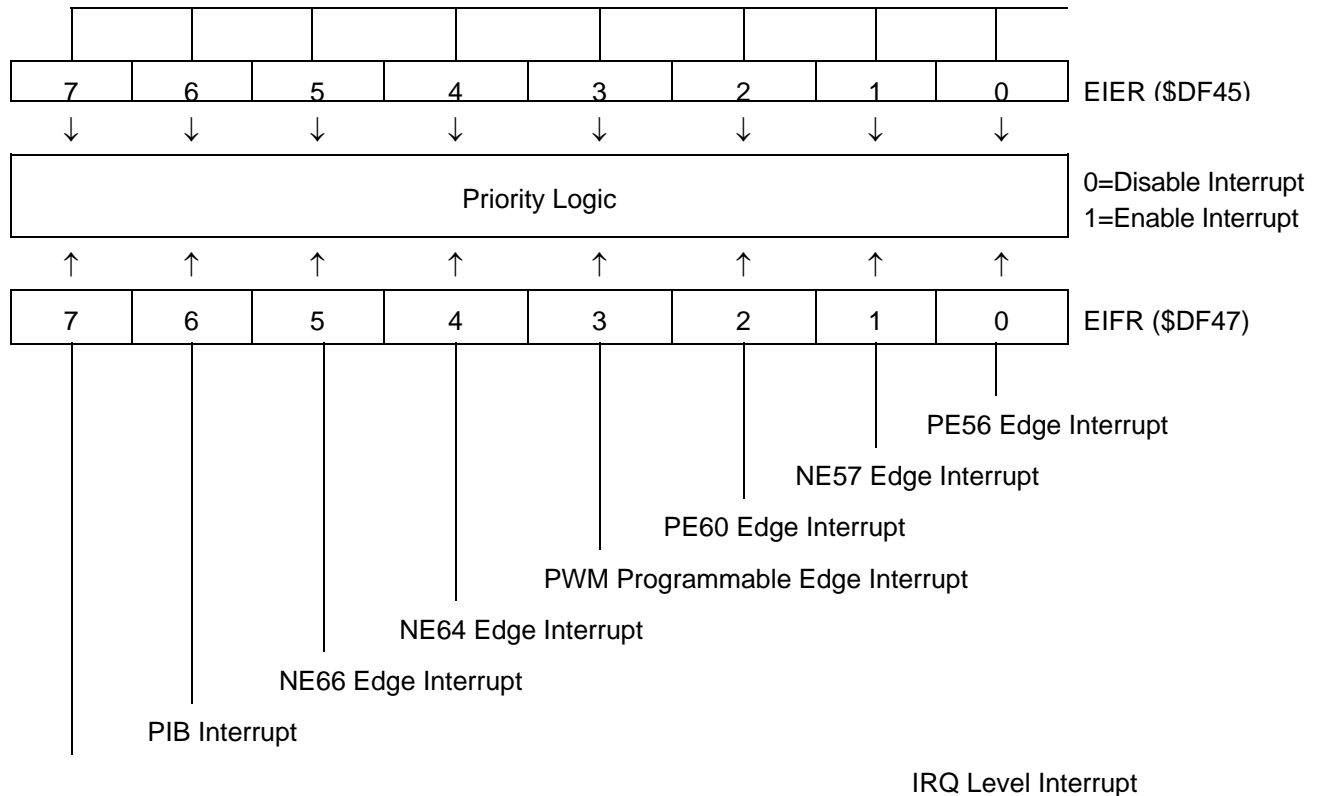 7 6 5 4 3 2 1 0 EIER ($DF45)
↓ ↓ ↓ ↓ ↓ ↓ ↓ ↓
Priority Logic
0=Disable Interrupt
1=Enable Interrupt
↑ ↑ ↑ ↑ ↑ ↑ ↑ ↑
7 6 5 4 3 2 1 0 EIFR ($DF47)
PE56 Edge Interrupt
NE57 Edge Interrupt
PE60 Edge Interrupt
PWM Programmable Edge Interrupt
NE64 Edge Interrupt
NE66 Edge Interrupt
PIB Interrupt
IRQ Level Interrupt